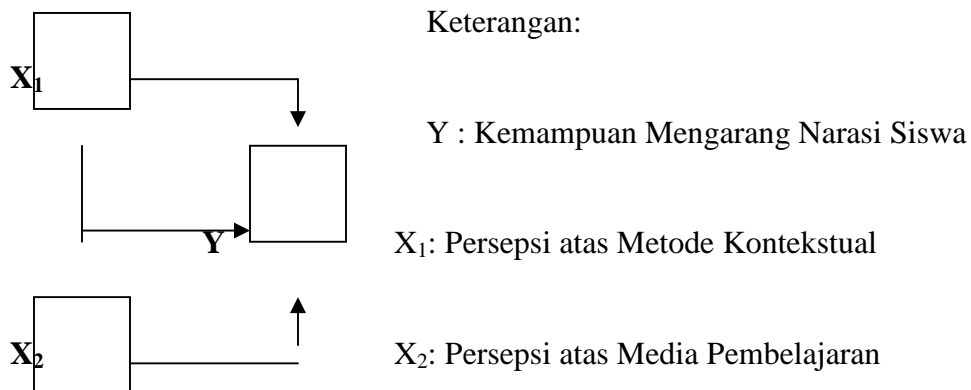 Keterangan:
X₁
Y : Kemampuan Mengarang Narasi Siswa
Y
X₁: Persepsi atas Metode Kontekstual
X₂
X₂: Persepsi atas Media Pembelajaran